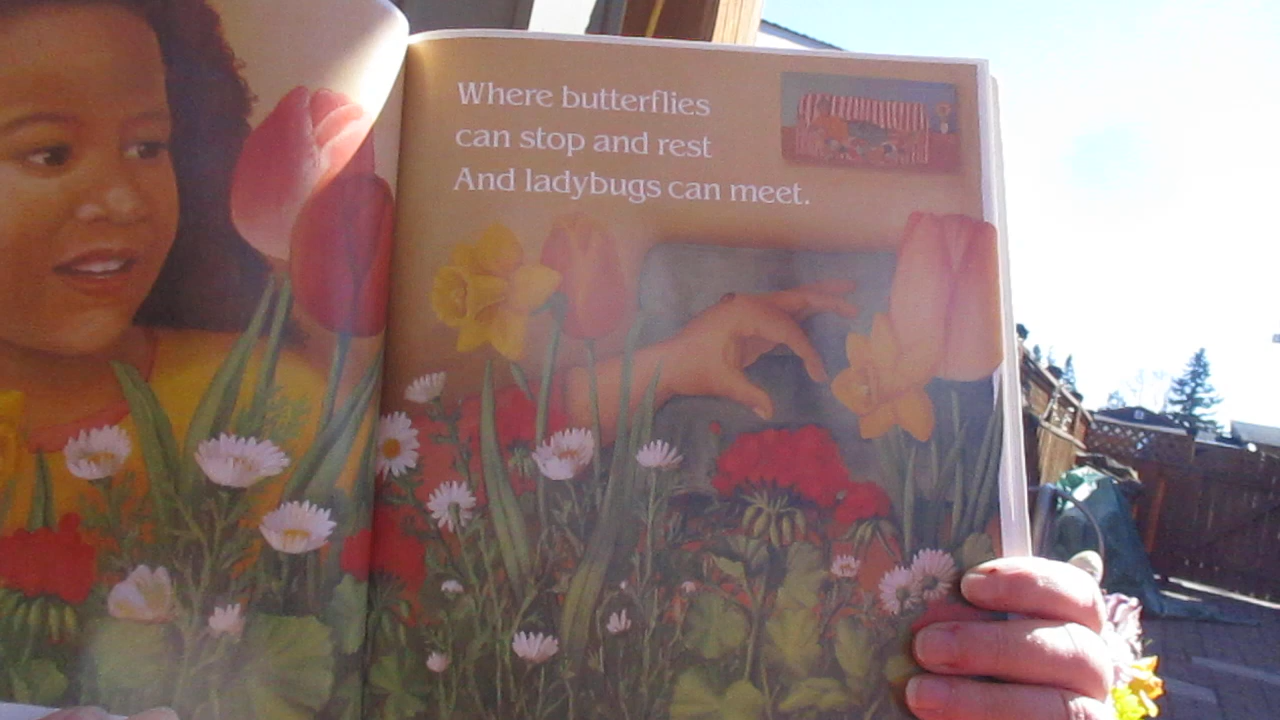 Where butterflies
can stop and rest
And ladybugs can meet.